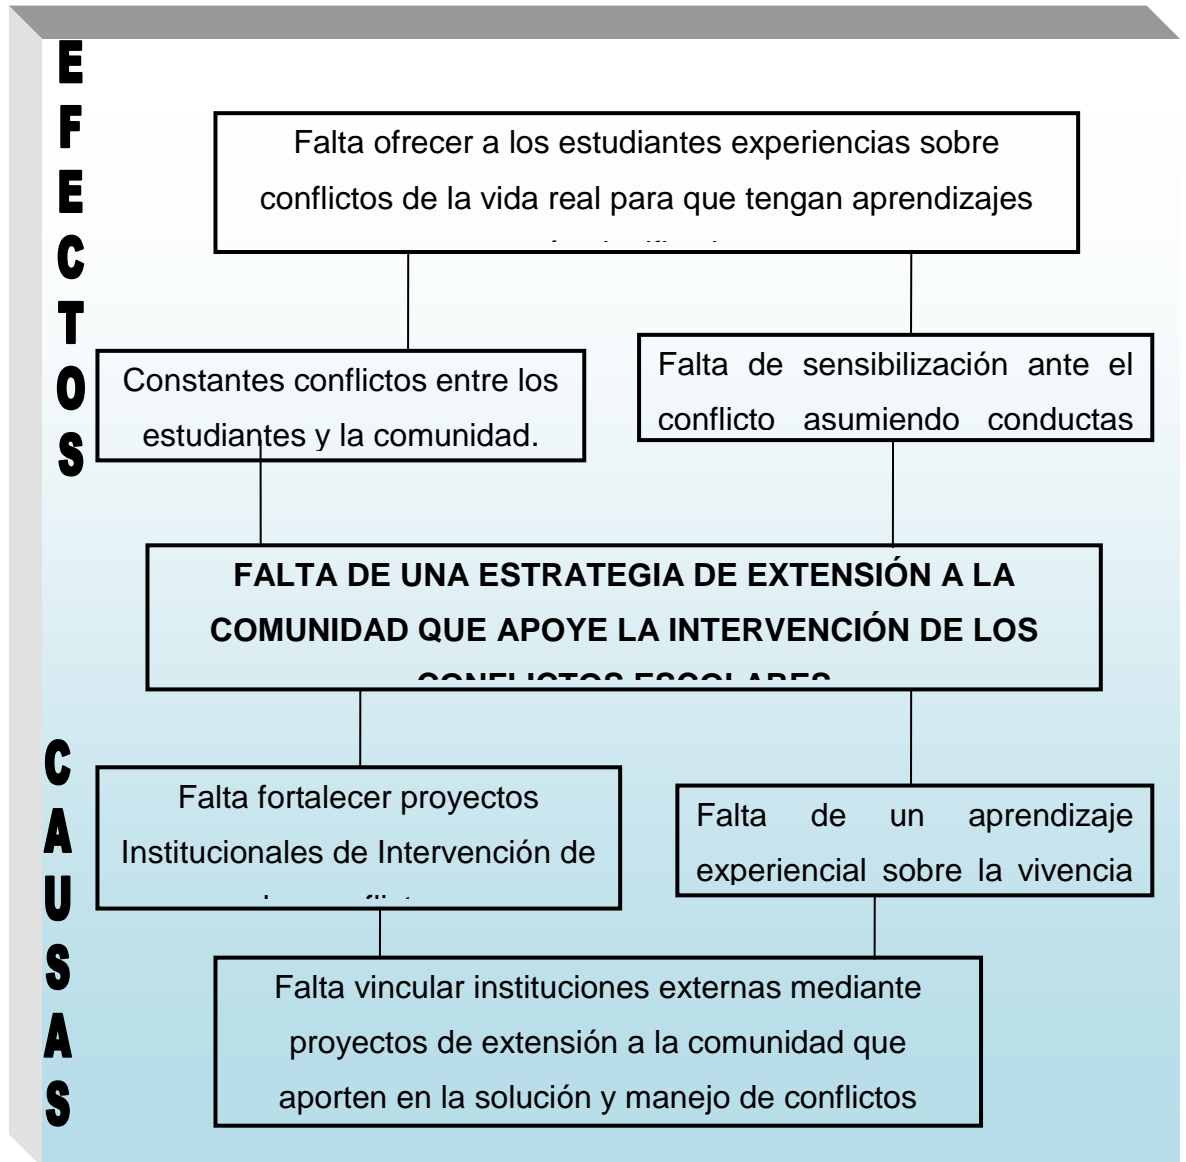 EFECTOS
Falta ofrecer a los estudiantes experiencias sobre
conflictos de la vida real para que tengan aprendizajes
Constantes conflictos entre los
estudiantes y la comunidad.
Falta de sensibilización ante el
conflicto asumiendo conductas
FALTA DE UNA ESTRATEGIA DE EXTENSIÓN A LA
COMUNIDAD QUE APOYE LA INTERVENCIÓN DE LOS
CONFLICTOS ESCOLARES
CAUSAS
Falta fortalecer proyectos
Institucionales de Intervención de
Falta de un aprendizaje
experiencial sobre la vivencia
Falta vincular instituciones externas mediante
proyectos de extensión a la comunidad que
aporten en la solución y manejo de conflictos